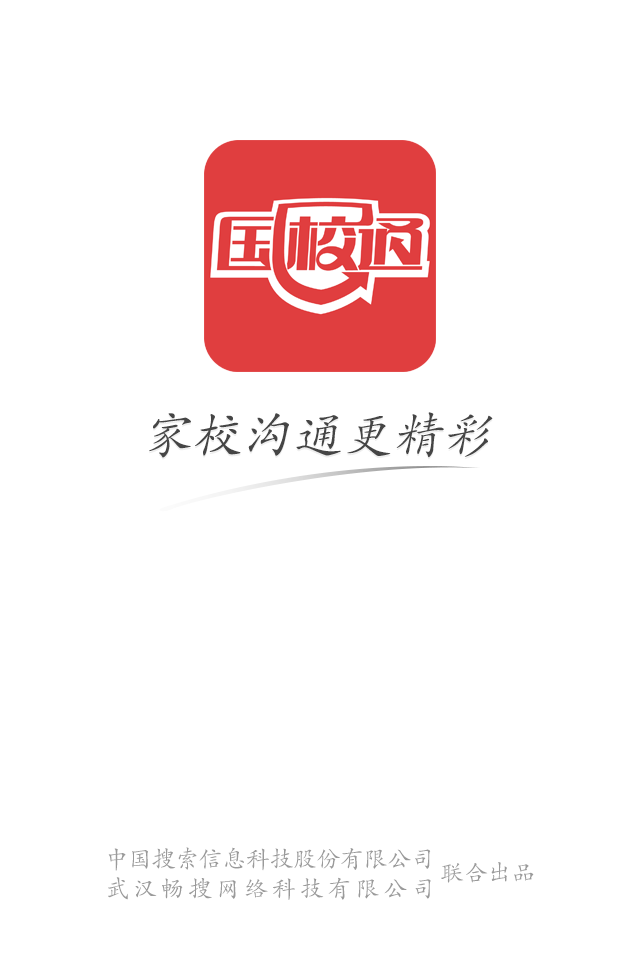 国校通
家校沟通更精彩
中国搜索信息科技股份有限公司
武汉畅搜网络科技有限公司
联合出品